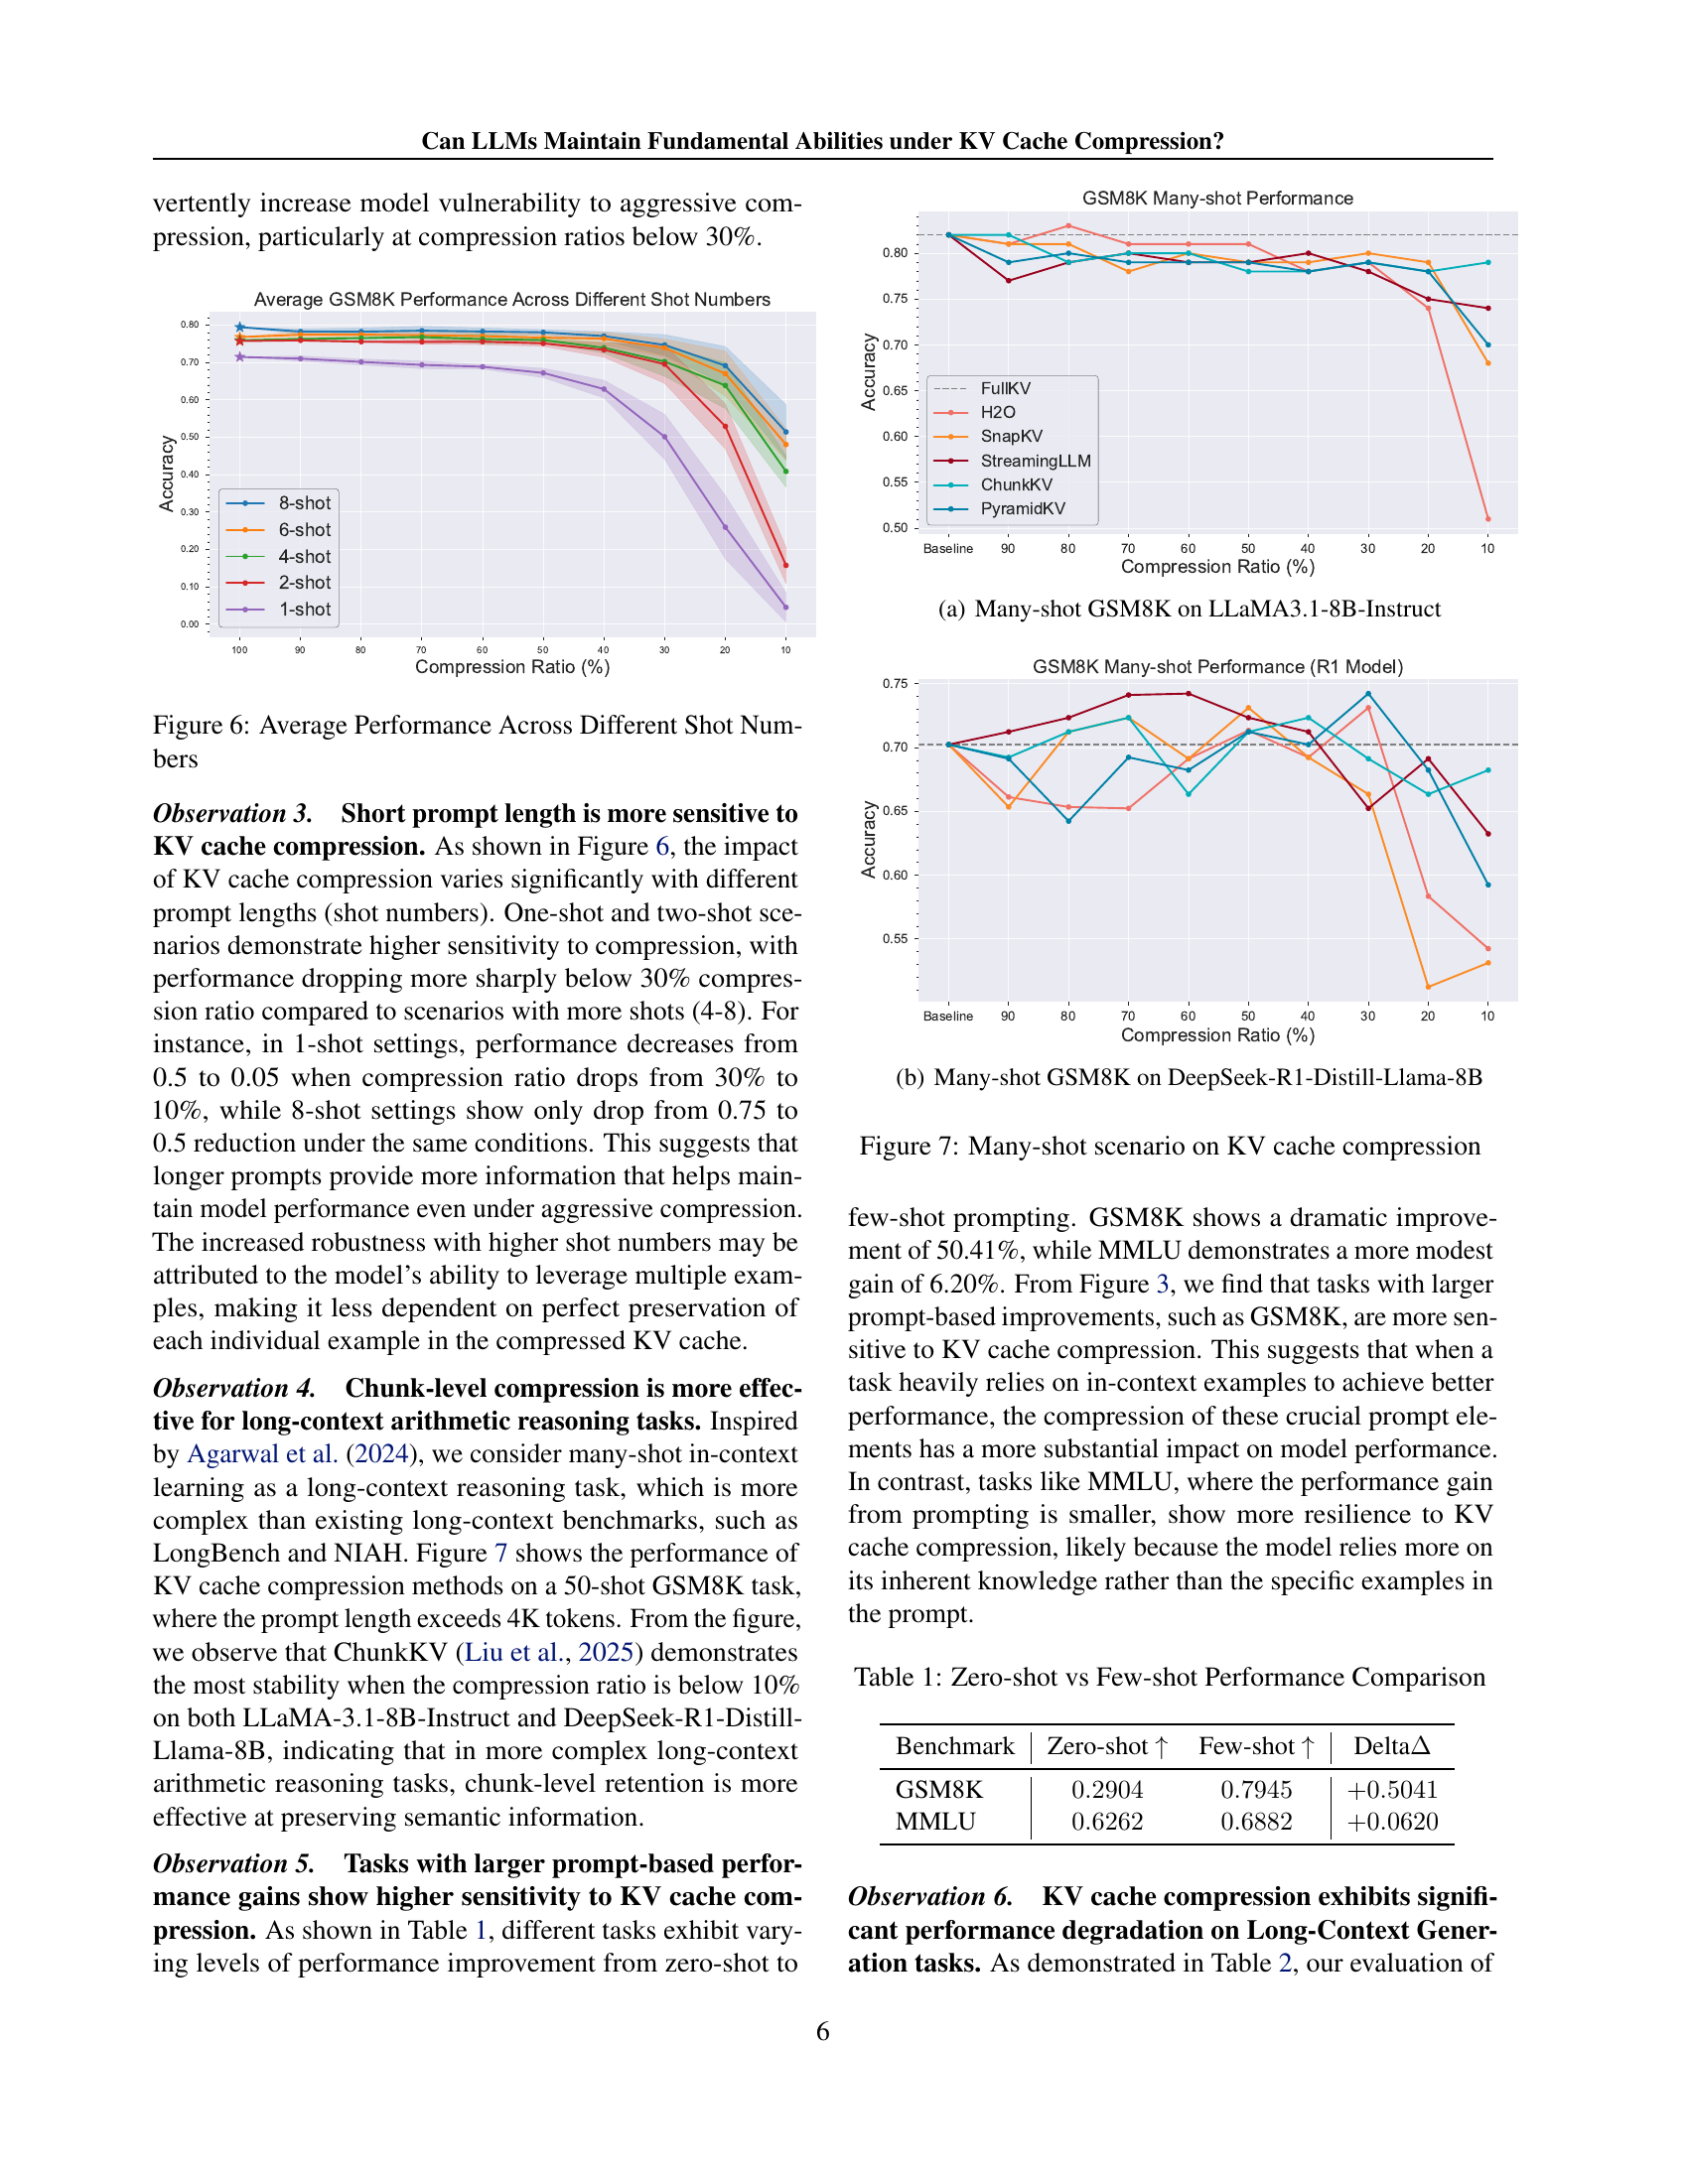 Can LLMs Maintain Fundamental Abilities under KV Cache Compression?
vertently increase model vulnerability to aggressive com-
pression, particularly at compression ratios below 30%.
Average GSM8K Performance Across Different Shot Numbers
Accuracy
0.80
0.70
0.60
0.50
0.40
0.30
0.20
0.10
0.00
8-shot
6-shot
4-shot
2-shot
1-shot
100 90 80 70 60 50 40 30 20 10
Compression Ratio (%)
Figure 6: Average Performance Across Different Shot Num-
bers
Observation 3. Short prompt length is more sensitive to
KV cache compression. As shown in Figure 6, the impact
of KV cache compression varies significantly with different
prompt lengths (shot numbers). One-shot and two-shot sce-
narios demonstrate higher sensitivity to compression, with
performance dropping more sharply below 30% compres-
sion ratio compared to scenarios with more shots (4-8). For
instance, in 1-shot settings, performance decreases from
0.5 to 0.05 when compression ratio drops from 30% to
10%, while 8-shot settings show only drop from 0.75 to
0.5 reduction under the same conditions. This suggests that
longer prompts provide more information that helps main-
tain model performance even under aggressive compression.
The increased robustness with higher shot numbers may be
attributed to the model's ability to leverage multiple exam-
ples, making it less dependent on perfect preservation of
each individual example in the compressed KV cache.
Observation 4. Chunk-level compression is more effec-
tive for long-context arithmetic reasoning tasks. Inspired
by Agarwal et al. (2024), we consider many-shot in-context
learning as a long-context reasoning task, which is more
complex than existing long-context benchmarks, such as
LongBench and NIAH. Figure 7 shows the performance of
KV cache compression methods on a 50-shot GSM8K task,
where the prompt length exceeds 4K tokens. From the figure,
we observe that ChunkKV (Liu et al., 2025) demonstrates
the most stability when the compression ratio is below 10%
on both LLaMA-3.1-8B-Instruct and DeepSeek-R1-Distill-
Llama-8B, indicating that in more complex long-context
arithmetic reasoning tasks, chunk-level retention is more
effective at preserving semantic information.
Observation 5. Tasks with larger prompt-based perfor-
mance gains show higher sensitivity to KV cache com-
pression. As shown in Table 1, different tasks exhibit vary-
ing levels of performance improvement from zero-shot to
GSM8K Many-shot Performance
Accuracy
0.80
0.75
0.70
0.65
0.60
0.55
0.50
FullKV
H2O
SnapKV
StreamingLLM
ChunkKV
PyramidKV
Baseline 90 80 70 60 50 40 30 20 10
Compression Ratio (%)
(a) Many-shot GSM8K on LLaMA3.1-8B-Instruct
GSM8K Many-shot Performance (R1 Model)
Accuracy
0.75
0.70
0.65
0.60
0.55
Baseline 90 80 70 60 50 40 30 20 10
Compression Ratio (%)
(b) Many-shot GSM8K on DeepSeek-R1-Distill-Llama-8B
Figure 7: Many-shot scenario on KV cache compression
few-shot prompting. GSM8K shows a dramatic improve-
ment of 50.41%, while MMLU demonstrates a more modest
gain of 6.20%. From Figure 3, we find that tasks with larger
prompt-based improvements, such as GSM8K, are more sen-
sitive to KV cache compression. This suggests that when a
task heavily relies on in-context examples to achieve better
performance, the compression of these crucial prompt ele-
ments has a more substantial impact on model performance.
In contrast, tasks like MMLU, where the performance gain
from prompting is smaller, show more resilience to KV
cache compression, likely because the model relies more on
its inherent knowledge rather than the specific examples in
the prompt.
Table 1: Zero-shot vs Few-shot Performance Comparison
Benchmark Zero-shot ↑ Few-shot ↑ Delta∆
GSM8K 0.2904 0.7945 +0.5041
MMLU 0.6262 0.6882 +0.0620
Observation 6. KV cache compression exhibits signifi-
cant performance degradation on Long-Context Gener-
ation tasks. As demonstrated in Table 2, our evaluation of
6